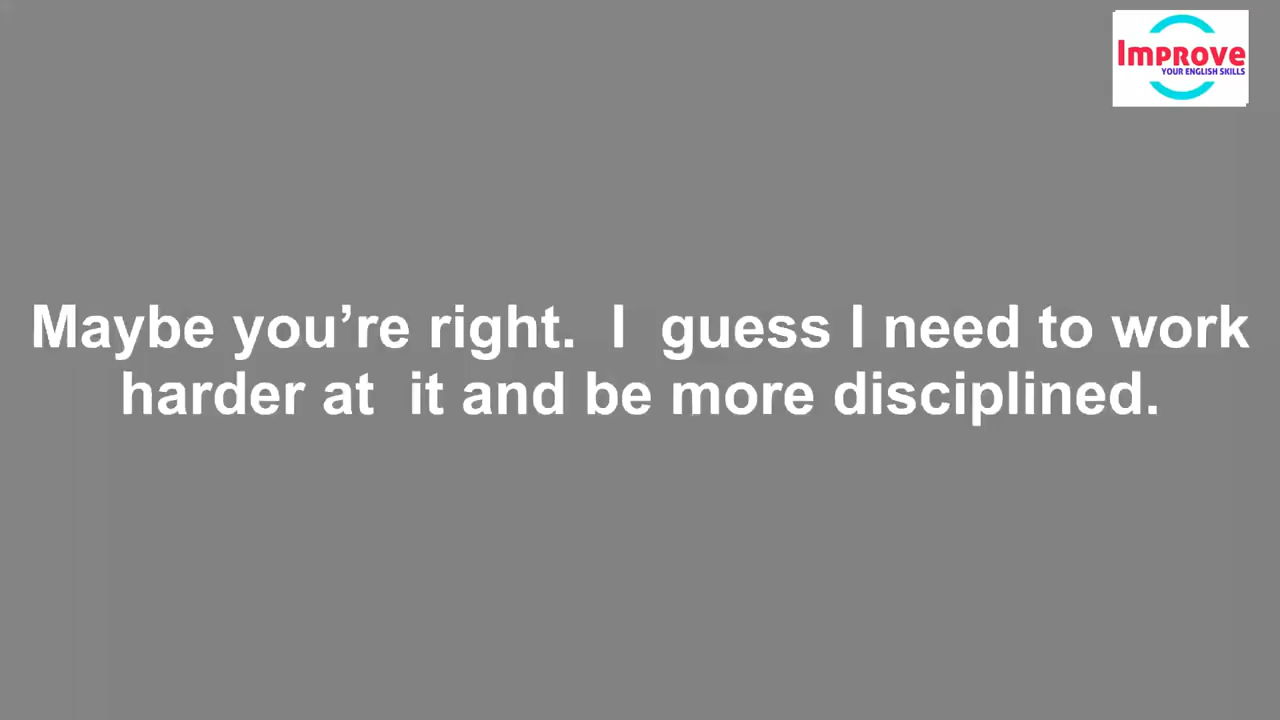 Improve
YOUR ENGLISH SKILLS
Maybe you’re right.  I  guess I need to work
harder at  it and be more disciplined.